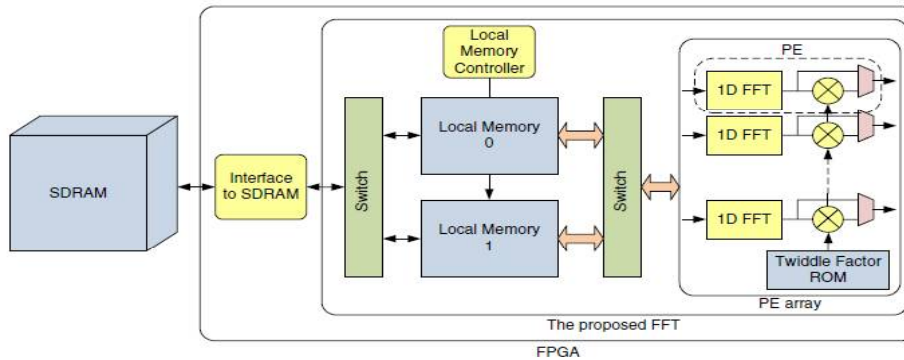 Local
Memory
Controller
PE
1D FFT
Local Memory
0
1D FFT
SDRAM
Interface
to SDRAM
Switch
Switch
Local Memory
1
1D FFT
Twiddle Factor
ROM
PE array
The proposed FFT
FPGA